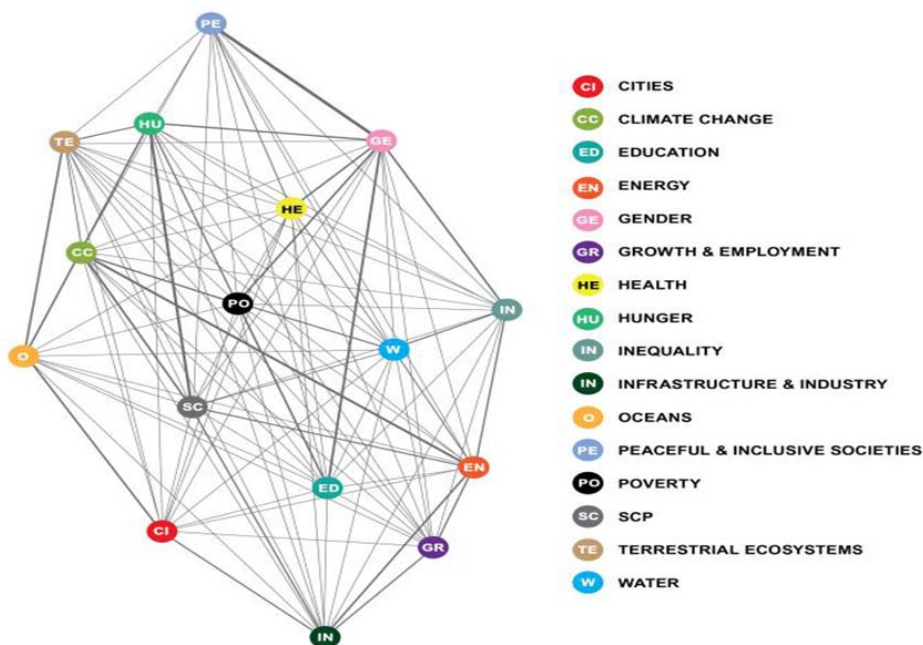 PE
HU
TE
GE
HE
CC
PO
IN
W
O
SC
EN
ED
CI
GR
IN
CI CITIES
CC CLIMATE CHANGE
ED EDUCATION
EN ENERGY
GE GENDER
GR GROWTH & EMPLOYMENT
HE HEALTH
HU HUNGER
IN INEQUALITY
IN INFRASTRUCTURE & INDUSTRY
O OCEANS
PE PEACEFUL & INCLUSIVE SOCIETIES
PO POVERTY
SC SCP
TE TERRESTRIAL ECOSYSTEMS
W WATER